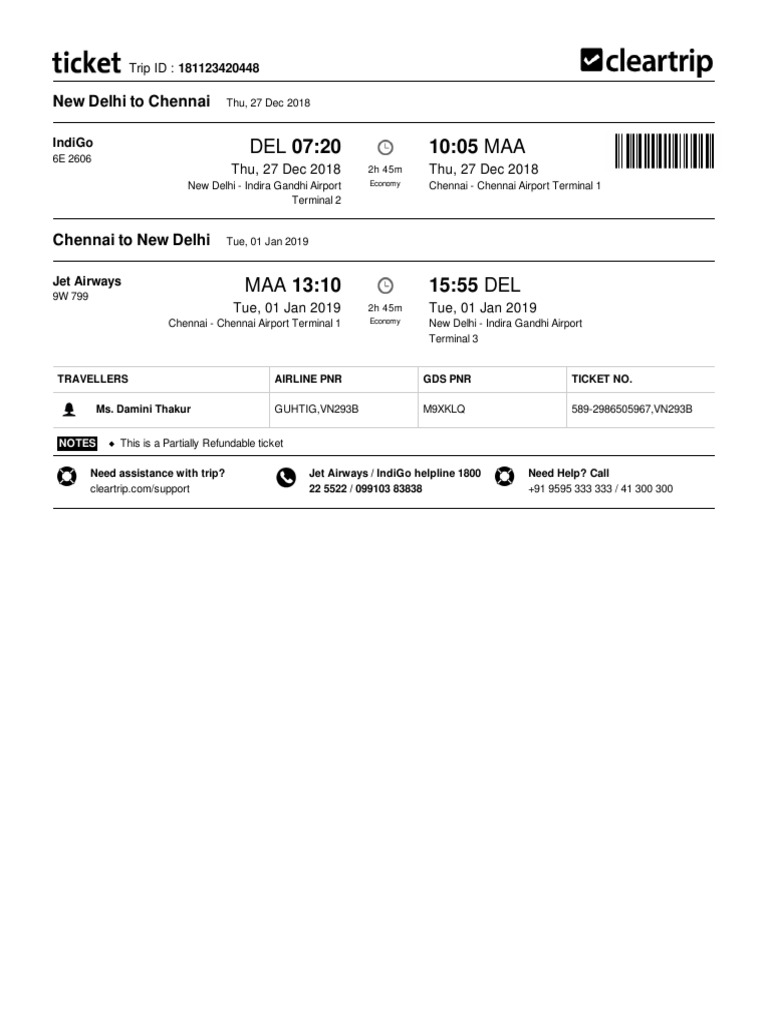 ticket Trip ID : 181123420448 cleartrip
New Delhi to Chennai Thu, 27 Dec 2018
IndiGo DEL 07:20 10:05 MAA
6E 2606 Thu, 27 Dec 2018 2h 45m Thu, 27 Dec 2018
New Delhi - Indira Gandhi Airport Economy Chennai - Chennai Airport Terminal 1
Terminal 2
Chennai to New Delhi Tue, 01 Jan 2019
Jet Airways MAA 13:10 15:55 DEL
9W 799 Tue, 01 Jan 2019 2h 45m Tue, 01 Jan 2019
Chennai - Chennai Airport Terminal 1 Economy New Delhi - Indira Gandhi Airport
Terminal 3
TRAVELLERS AIRLINE PNR GDS PNR TICKET NO.
Ms. Damini Thakur GUHTIG,VN293B M9XKLQ 589-2986505967,VN293B
NOTES ◆ This is a Partially Refundable ticket
Need assistance with trip? Jet Airways / IndiGo helpline 1800 Need Help? Call
cleartrip.com/support 22 5522 / 099103 83838 +91 9595 333 333 / 41 300 300